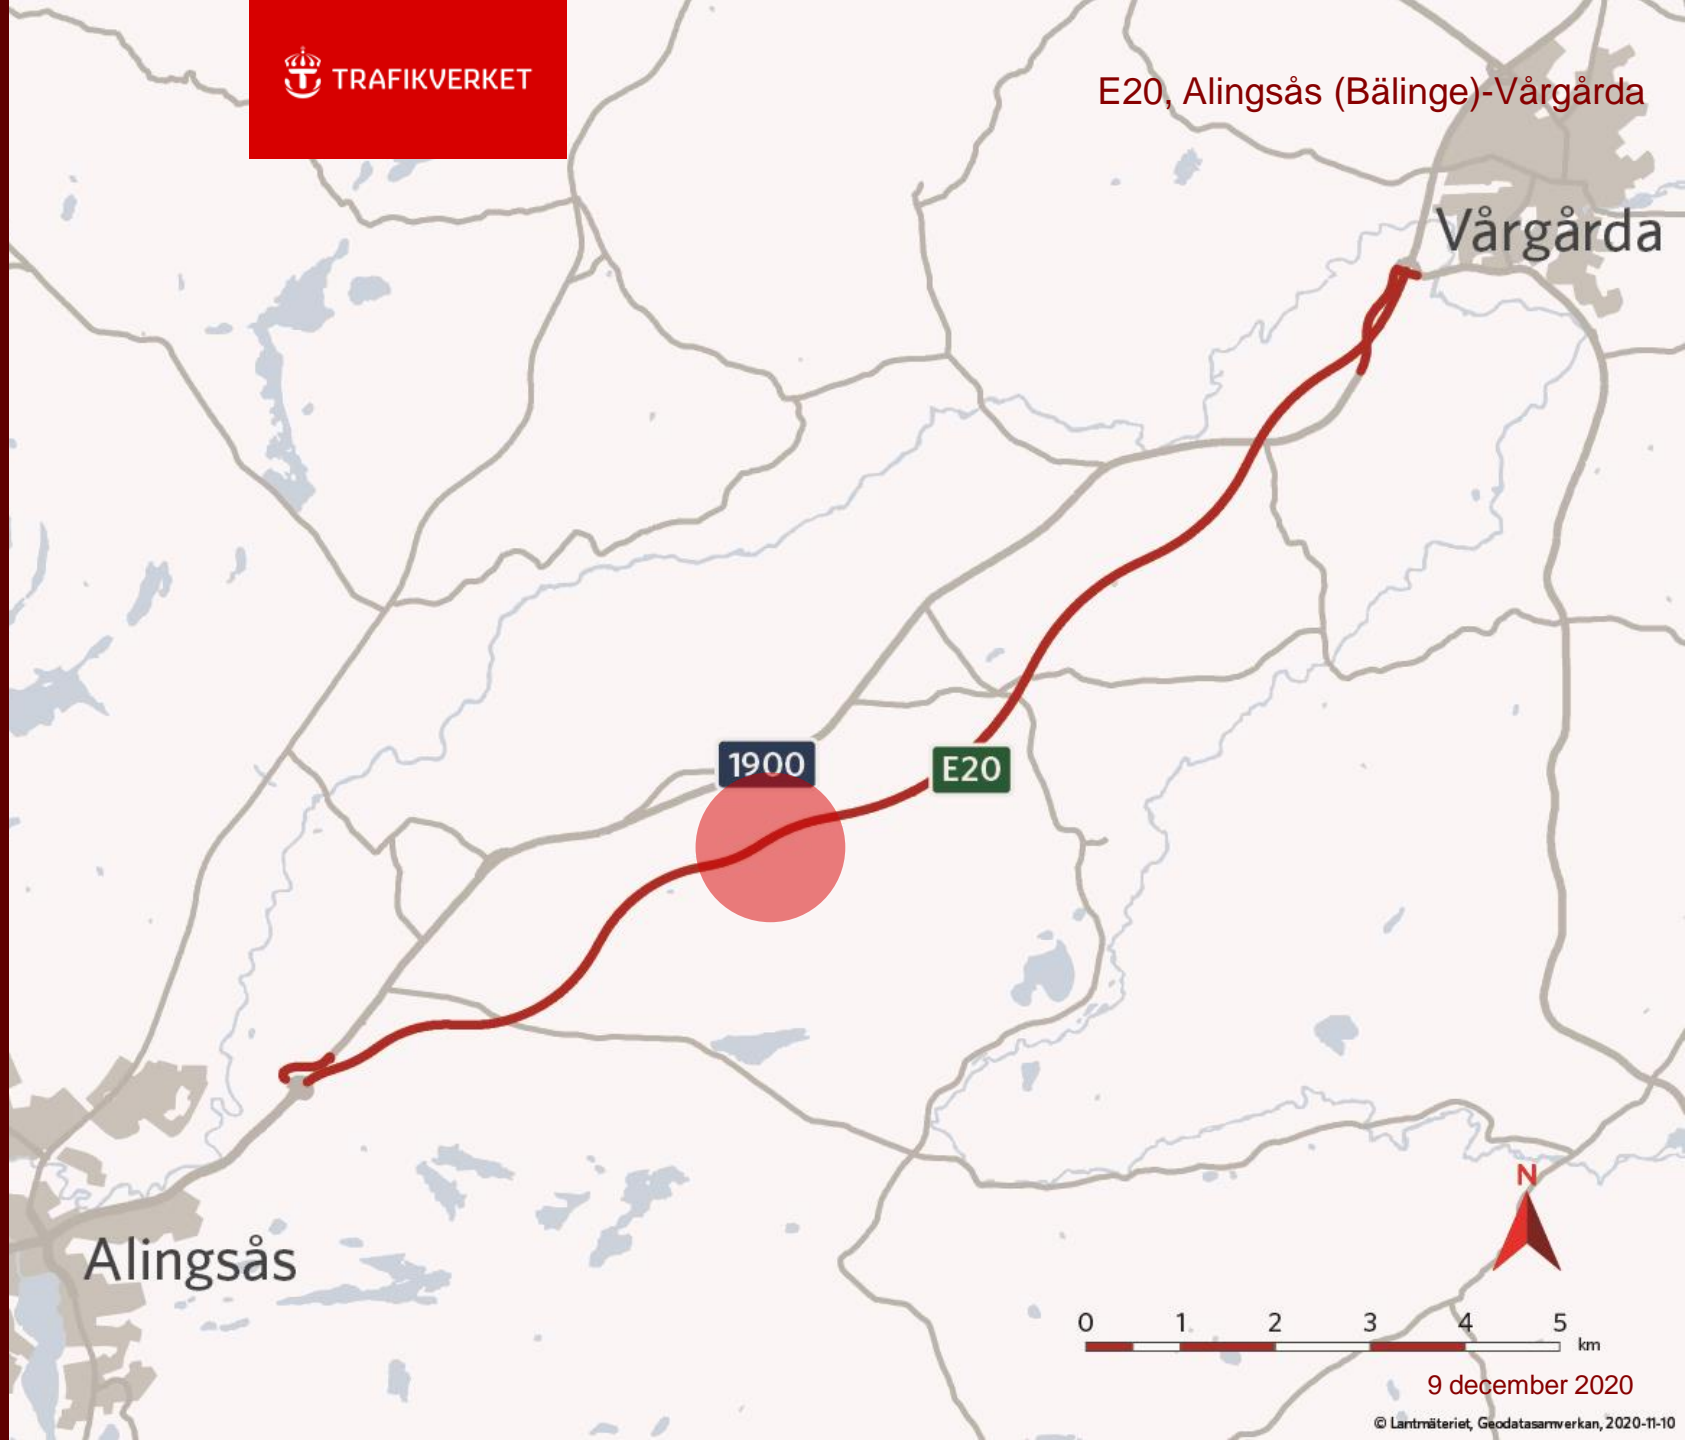 TRAFIKVERKET
E20, Alingsås (Bälinge)-Vårgårda
Vårgårda
1900
E20
Alingsås
N
0 1 2 3 4 5
km
9 december 2020
© Lantmäteriet, Geodatasamverkan, 2020-11-10